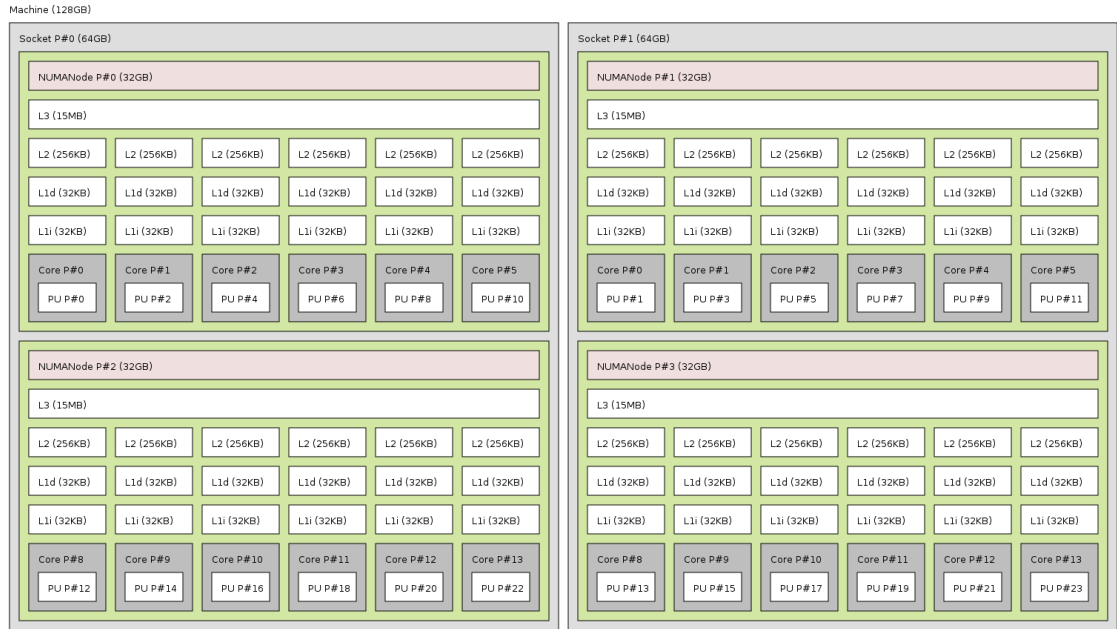 Machine (128GB)
Socket P#0 (64GB)
NUMANode P#0 (32GB)
L3 (15MB)
L2 (256KB) L2 (256KB) L2 (256KB) L2 (256KB) L2 (256KB) L2 (256KB)
L1d (32KB) L1d (32KB) L1d (32KB) L1d (32KB) L1d (32KB) L1d (32KB)
L1i (32KB) L1i (32KB) L1i (32KB) L1i (32KB) L1i (32KB) L1i (32KB)
Core P#0 Core P#1 Core P#2 Core P#3 Core P#4 Core P#5
PU P#0 PU P#2 PU P#4 PU P#6 PU P#8 PU P#10
NUMANode P#2 (32GB)
L3 (15MB)
L2 (256KB) L2 (256KB) L2 (256KB) L2 (256KB) L2 (256KB) L2 (256KB)
L1d (32KB) L1d (32KB) L1d (32KB) L1d (32KB) L1d (32KB) L1d (32KB)
L1i (32KB) L1i (32KB) L1i (32KB) L1i (32KB) L1i (32KB) L1i (32KB)
Core P#8 Core P#9 Core P#10 Core P#11 Core P#12 Core P#13
PU P#12 PU P#14 PU P#16 PU P#18 PU P#20 PU P#22
Socket P#1 (64GB)
NUMANode P#1 (32GB)
L3 (15MB)
L2 (256KB) L2 (256KB) L2 (256KB) L2 (256KB) L2 (256KB) L2 (256KB)
L1d (32KB) L1d (32KB) L1d (32KB) L1d (32KB) L1d (32KB) L1d (32KB)
L1i (32KB) L1i (32KB) L1i (32KB) L1i (32KB) L1i (32KB) L1i (32KB)
Core P#0 Core P#1 Core P#2 Core P#3 Core P#4 Core P#5
PU P#1 PU P#3 PU P#5 PU P#7 PU P#9 PU P#11
NUMANode P#3 (32GB)
L3 (15MB)
L2 (256KB) L2 (256KB) L2 (256KB) L2 (256KB) L2 (256KB) L2 (256KB)
L1d (32KB) L1d (32KB) L1d (32KB) L1d (32KB) L1d (32KB) L1d (32KB)
L1i (32KB) L1i (32KB) L1i (32KB) L1i (32KB) L1i (32KB) L1i (32KB)
Core P#8 Core P#9 Core P#10 Core P#11 Core P#12 Core P#13
PU P#13 PU P#15 PU P#17 PU P#19 PU P#21 PU P#23